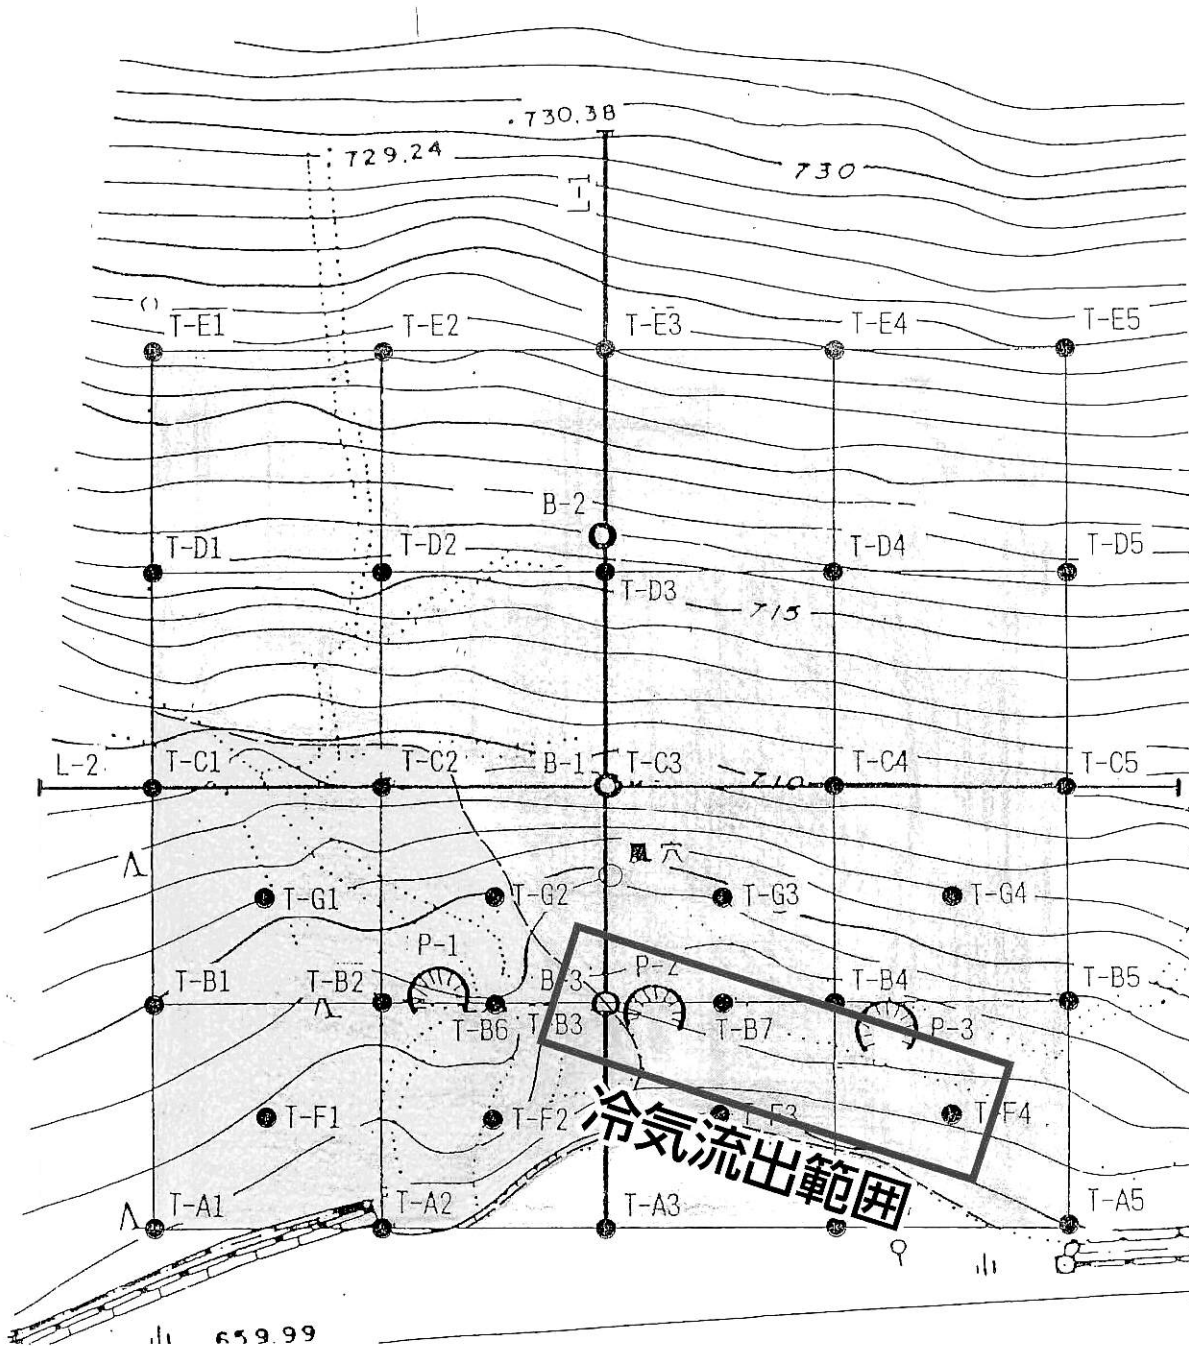 .730.38
729.24
730
L-1
T-E1
T-E2
T-E3
T-E4
T-E5
B-2
T-D1
T-D2
T-D3
T-D4
T-D5
715
L-2
T-C1
T-C2
B-1
T-C3
710
T-C4
T-C5
風穴
T-G1
T-G2
T-G3
T-G4
P-1
P-2
T-B1
T-B2
B-3
T-B4
T-B5
T-B6
T-B3
T-B7
P-3
T-F1
T-F2
T-F3
T-F4
冷気流出範囲
T-A1
T-A2
T-A3
T-A5
659.99